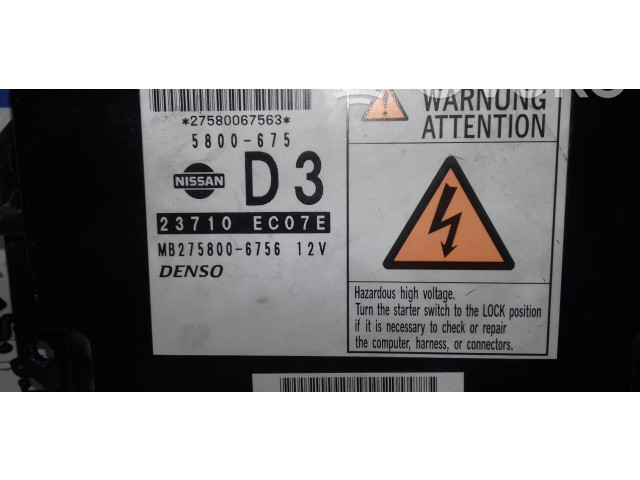 *27580067563*
5800-675
NISSAN
D3
23710 EC07E
MB275800-6756 12V
DENSO
WARNUNG
ATTENTION
Hazardous high voltage.
Turn the starter switch to the LOCK position
if it is necessary to check or repair
the computer, harness, or connectors.